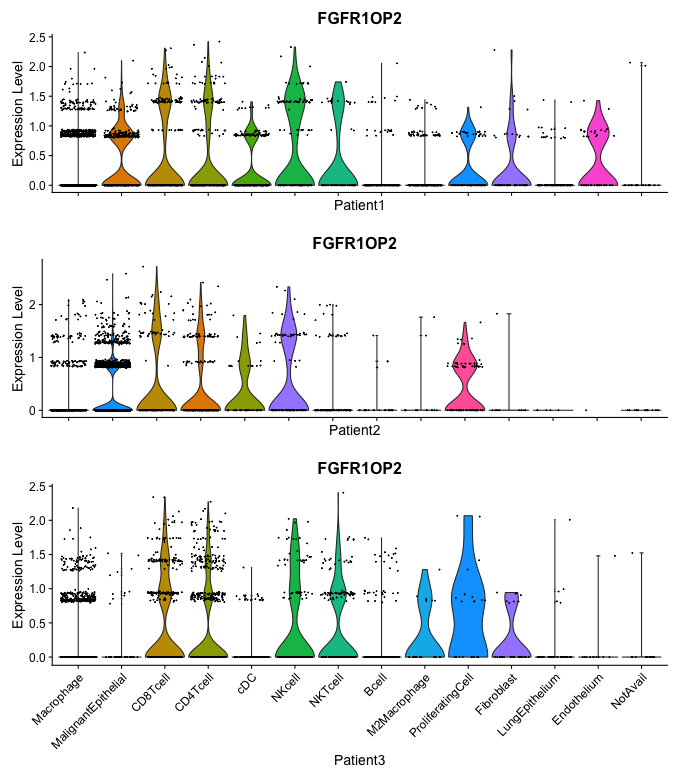 FGFR1OP2
Expression Level
2.5
2.0
1.5
1.0
0.5
0.0
Patient1
FGFR1OP2
Expression Level
2
1
0
Patient2
FGFR1OP2
Expression Level
2.5
2.0
1.5
1.0
0.5
0.0
Macrophage
MalignantEpithelial
CD8Tcell
CD4Tcell
cDC
NKcell
NKTcell
Bcell
M2Macrophage
ProliferatingCell
Fibroblast
LungEpithelium
Endothelium
NotAvail
Patient3